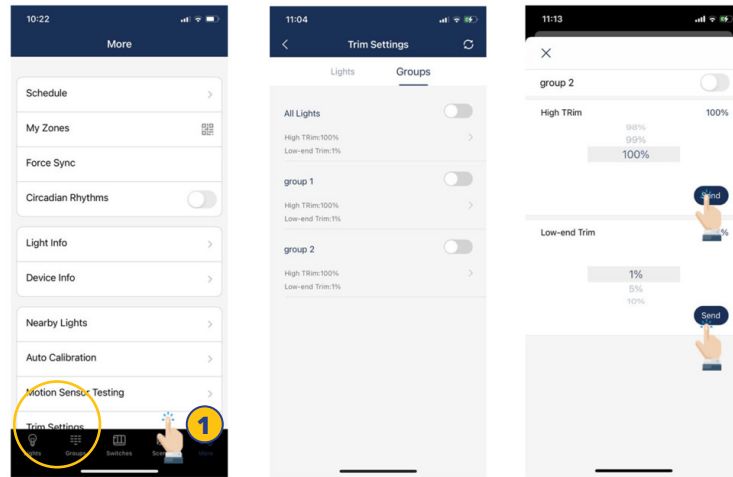 10:22
More
Schedule
My Zones
Force Sync
Circadian Rhythms
Light Info
Device Info
Nearby Lights
Auto Calibration
Motion Sensor Testing
Trim Settings
1
Lights Groups Switches More
11:04
Trim Settings
Lights Groups
All Lights
High TRim:100%
Low-end Trim:1%
group 1
High TRim:100%
Low-end Trim:1%
group 2
High TRim:100%
Low-end Trim:1%
11:13
group 2
High TRim 100%
98%
99%
100%
Send
Low-end Trim %
1%
5%
10%
Send